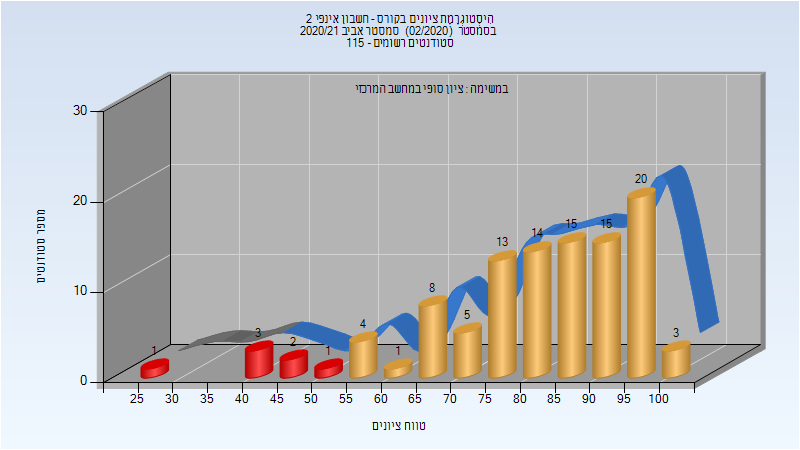 היסטוגרמת ציונים בקורס - חשבון אינפי 2
בסמסטר (02/2020) סמסטר אביב 2020/21
סטודנטים רשומים - 115
במשימה : ציון סופי במחשב המרכזי
מספר סטודנטים
30
20
10
0
1
3
2
1
4
1
8
5
13
14
15
15
20
3
25 30 35 40 45 50 55 60 65 70 75 80 85 90 95 100
טווח ציונים